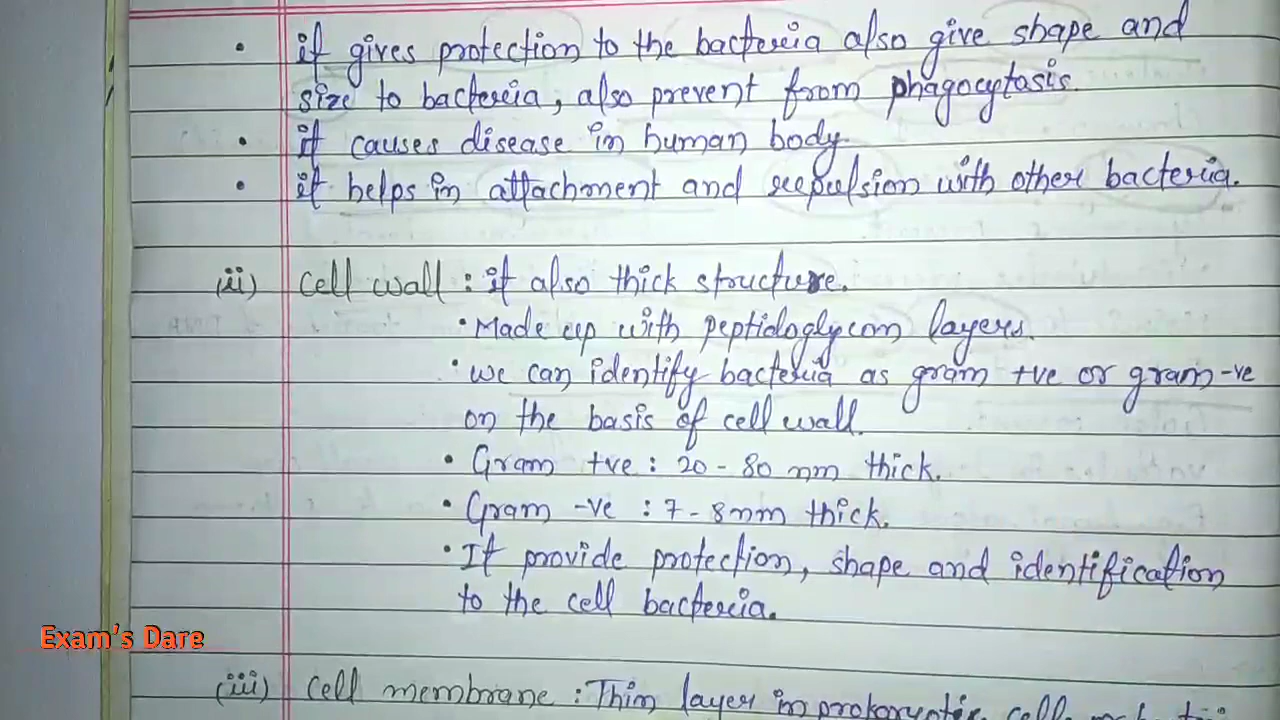 • it gives protection to the bacteria also give shape and
size to bacteria, also prevent from phagocytasis.
• it causes disease in human body.
• it helps in attachment and repulsion with other bacteria.
(ii) Cell wall : it also thick structure.
• Made up with peptidoglycan layers.
• we can identify bacteria as gram +ve or gram -ve
on the basis of cell wall.
• Gram +ve : 20 - 80 nm thick.
• Gram -ve : 7 - 8nm thick.
• It provide protection, shape and identification
to the cell bacteria.
Exam's Dare
(iii) Cell membrane : Thin layer in prokaryotic cell